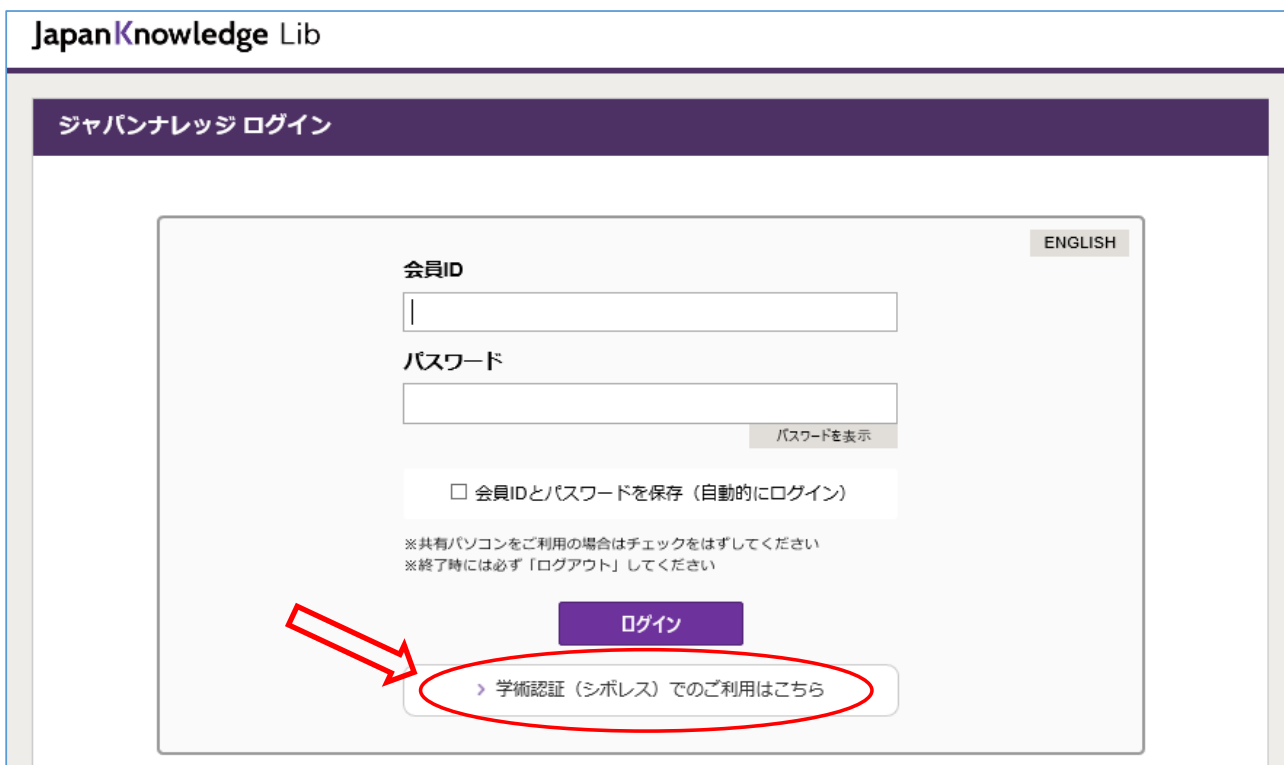 JapanKnowledge Lib
ジャパンナレッジ ログイン
ENGLISH
会員ID
パスワード
パスワードを表示
会員IDとパスワードを保存（自動的にログイン）
※共有パソコンをご利用の場合はチェックをはずしてください
※終了時には必ず「ログアウト」してください
ログイン
› 学術認証（シボレス）でのご利用はこちら